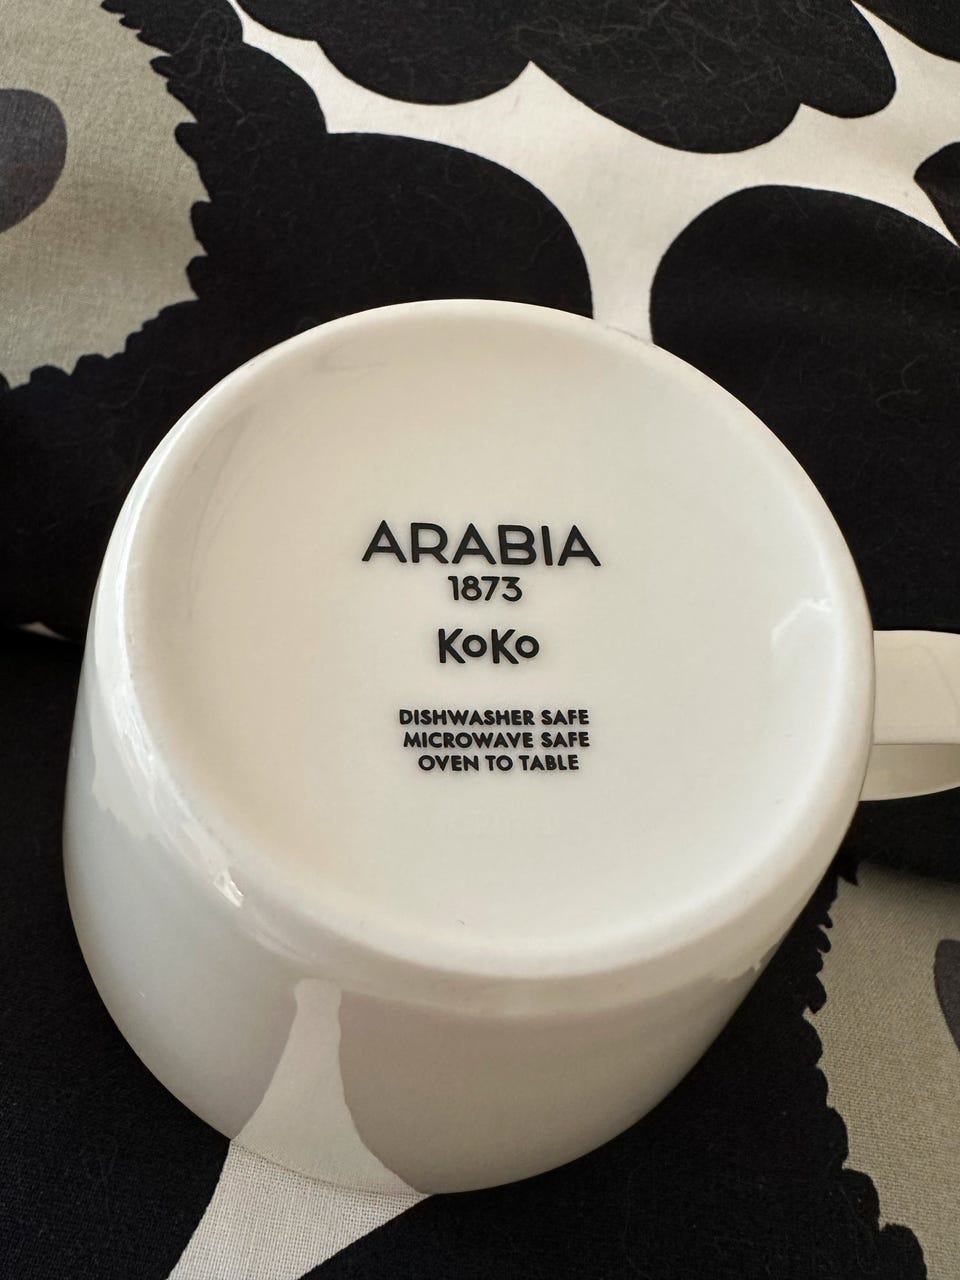 ARABIA
1873
KoKo
DISHWASHER SAFE
MICROWAVE SAFE
OVEN TO TABLE